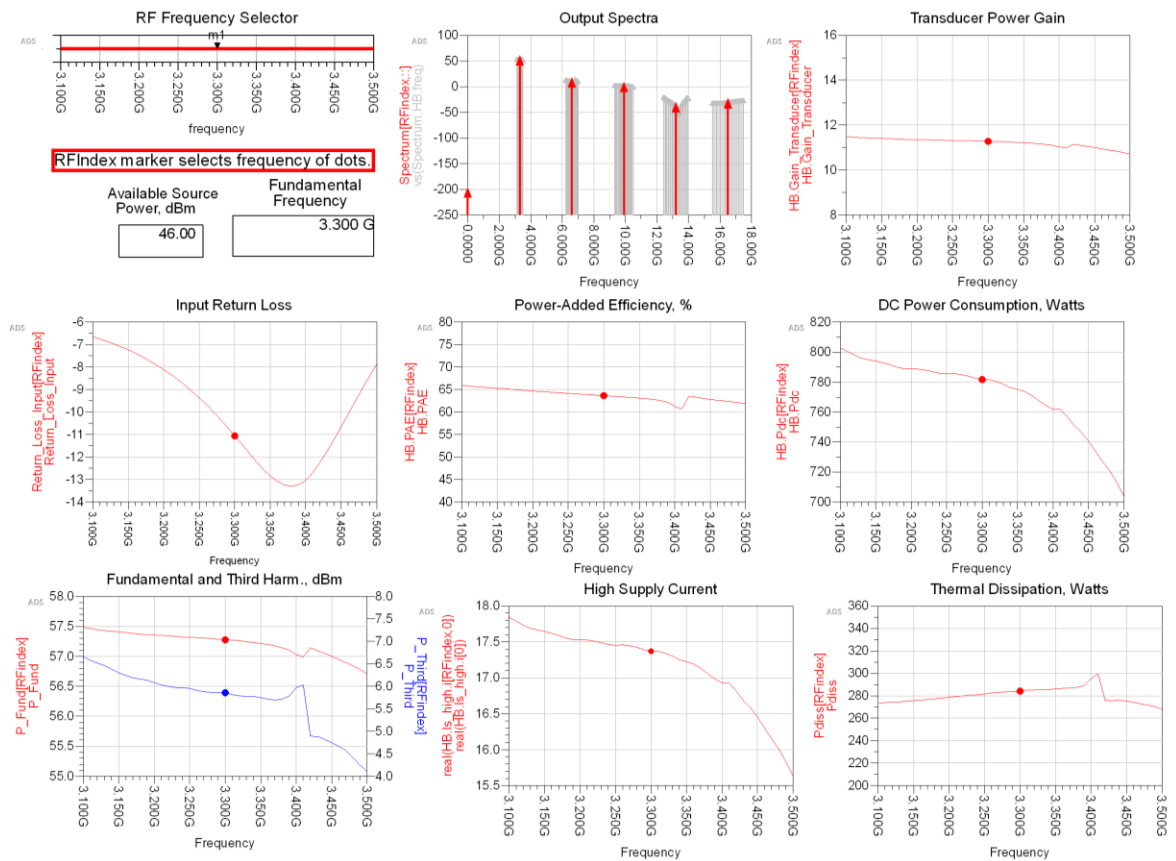 RF Frequency Selector
ADS
m1
3.100G
3.150G
3.200G
3.250G
3.300G
3.350G
3.400G
3.450G
3.500G
frequency
RFIndex marker selects frequency of dots.
Available Source
Power, dBm
46.00
Fundamental
Frequency
3.300 G
Output Spectra
ADS
Spectrum[RFindex,::]
vs(Spectrum,HB.freq)
100
50
0
-50
-100
-150
-200
-250
0.0000
2.000G
4.000G
6.000G
8.000G
10.00G
12.00G
14.00G
16.00G
18.00G
Frequency
Transducer Power Gain
ADS
HB.Gain_Transducer[RFindex]
HB.Gain_Transducer
16
14
12
10
8
3.100G
3.150G
3.200G
3.250G
3.300G
3.350G
3.400G
3.450G
3.500G
Frequency
Input Return Loss
ADS
Return_Loss_Input[RFindex]
Return_Loss_Input
-6
-7
-8
-9
-10
-11
-12
-13
-14
3.100G
3.150G
3.200G
3.250G
3.300G
3.350G
3.400G
3.450G
3.500G
Frequency
Power-Added Efficiency, %
ADS
HB.PAE[RFindex]
HB.PAE
80
75
70
65
60
55
50
45
40
3.100G
3.150G
3.200G
3.250G
3.300G
3.350G
3.400G
3.450G
3.500G
Frequency
DC Power Consumption, Watts
ADS
HB.Pdc[RFindex]
HB.Pdc
820
800
780
760
740
720
700
3.100G
3.150G
3.200G
3.250G
3.300G
3.350G
3.400G
3.450G
3.500G
Frequency
Fundamental and Third Harm., dBm
ADS
P_Fund[RFindex]
P_Fund
58.0
57.5
57.0
56.5
56.0
55.5
55.0
8.0
7.5
7.0
6.5
6.0
5.5
5.0
4.5
4.0
P_Third[RFindex]
P_Third
3.100G
3.150G
3.200G
3.250G
3.300G
3.350G
3.400G
3.450G
3.500G
Frequency
High Supply Current
ADS
real(HB.Is_high.i[RFindex,0])
real(HB.Is_high.i[0])
18.0
17.5
17.0
16.5
16.0
15.5
3.100G
3.150G
3.200G
3.250G
3.300G
3.350G
3.400G
3.450G
3.500G
Frequency
Thermal Dissipation, Watts
ADS
Pdiss[RFindex]
Pdiss
360
340
320
300
280
260
240
220
200
3.100G
3.150G
3.200G
3.250G
3.300G
3.350G
3.400G
3.450G
3.500G
Frequency